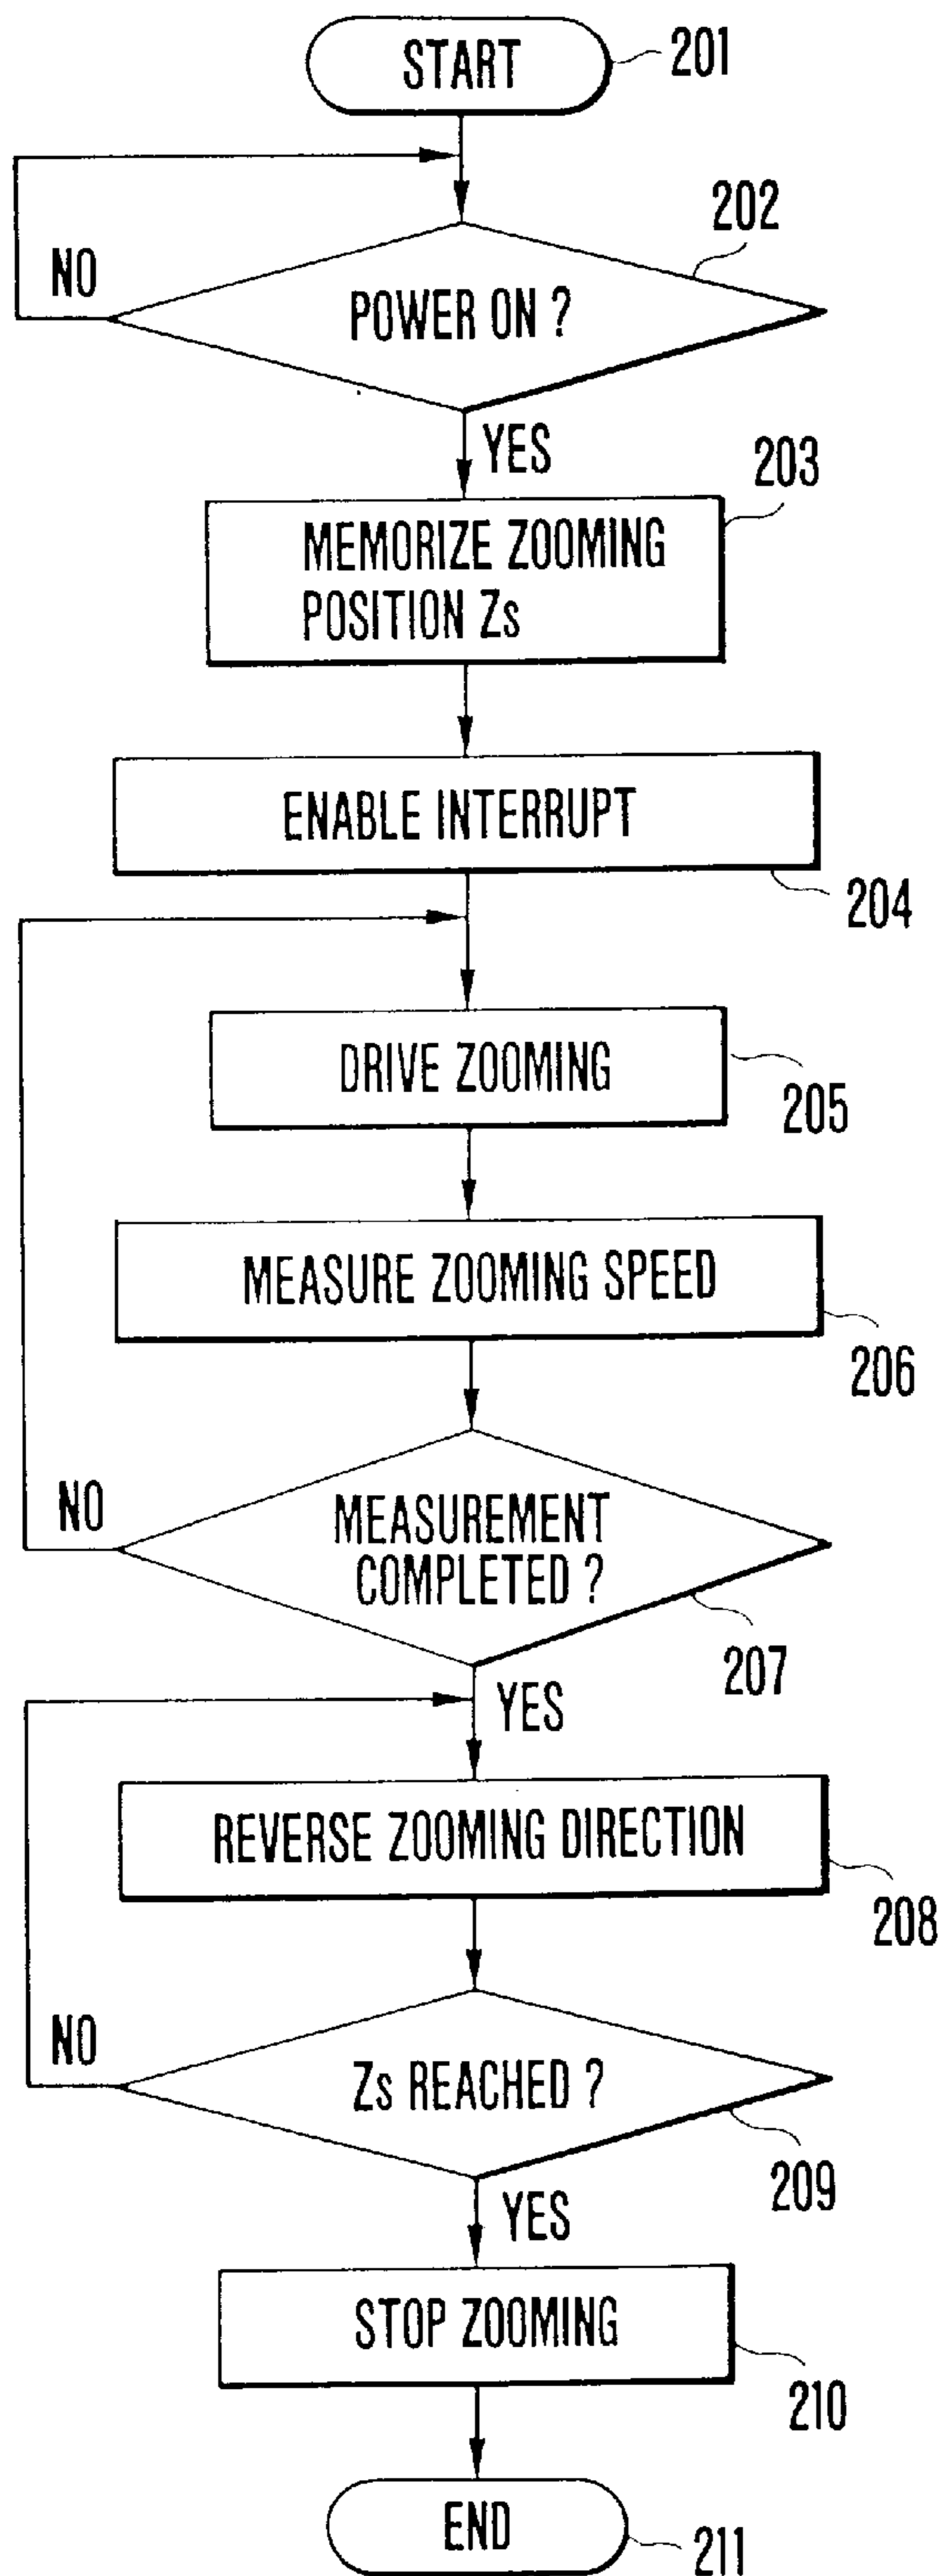 START
201
202
NO
POWER ON ?
YES
203
MEMORIZE ZOOMING
POSITION Zs
ENABLE INTERRUPT
204
DRIVE ZOOMING
205
MEASURE ZOOMING SPEED
206
NO
MEASUREMENT
COMPLETED ?
207
YES
REVERSE ZOOMING DIRECTION
208
NO
Zs REACHED ?
209
YES
STOP ZOOMING
210
END
211